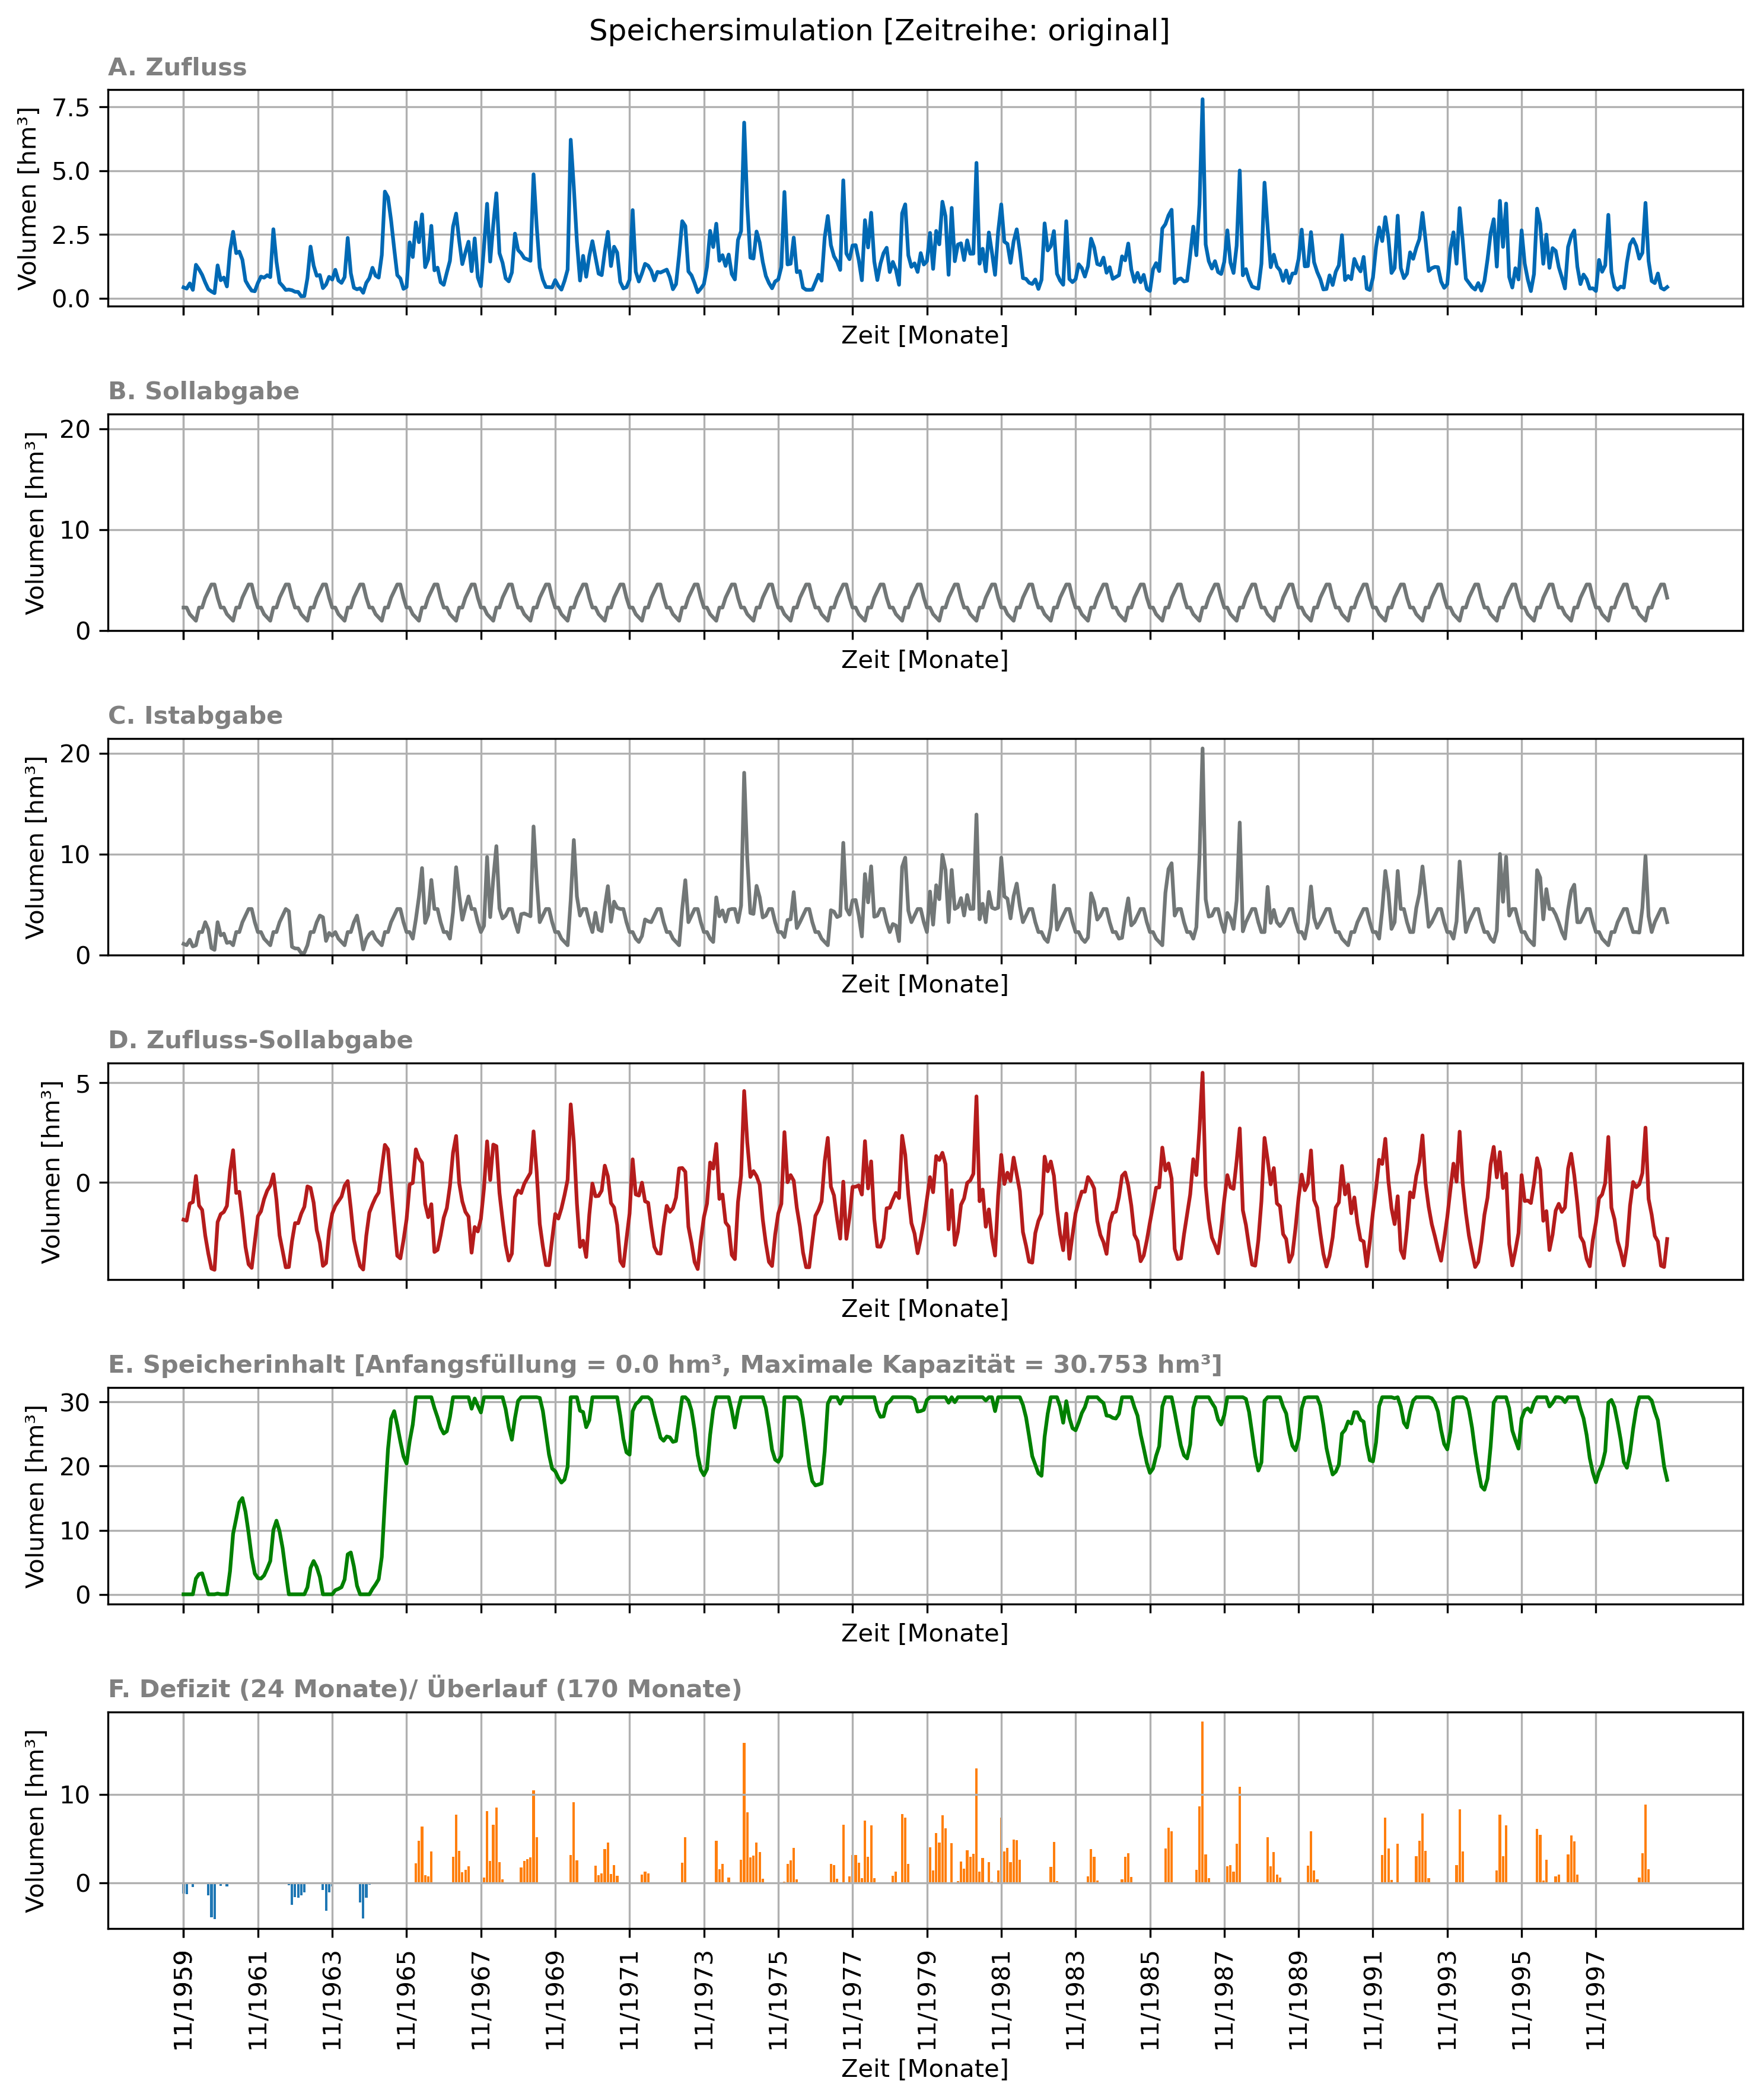 Speichersimulation [Zeitreihe: original]
A. Zufluss
Volumen [hm³]
7.5
5.0
2.5
0.0
Zeit [Monate]
B. Sollabgabe
Volumen [hm³]
20
10
0
Zeit [Monate]
C. Istabgabe
Volumen [hm³]
20
10
0
Zeit [Monate]
D. Zufluss-Sollabgabe
Volumen [hm³]
5
0
Zeit [Monate]
E. Speicherinhalt [Anfangsfüllung = 0.0 hm³, Maximale Kapazität = 30.753 hm³]
Volumen [hm³]
30
20
10
0
Zeit [Monate]
F. Defizit (24 Monate)/ Überlauf (170 Monate)
Volumen [hm³]
10
0
11/1959
11/1961
11/1963
11/1965
11/1967
11/1969
11/1971
11/1973
11/1975
11/1977
11/1979
11/1981
11/1983
11/1985
11/1987
11/1989
11/1991
11/1993
11/1995
11/1997
Zeit [Monate]